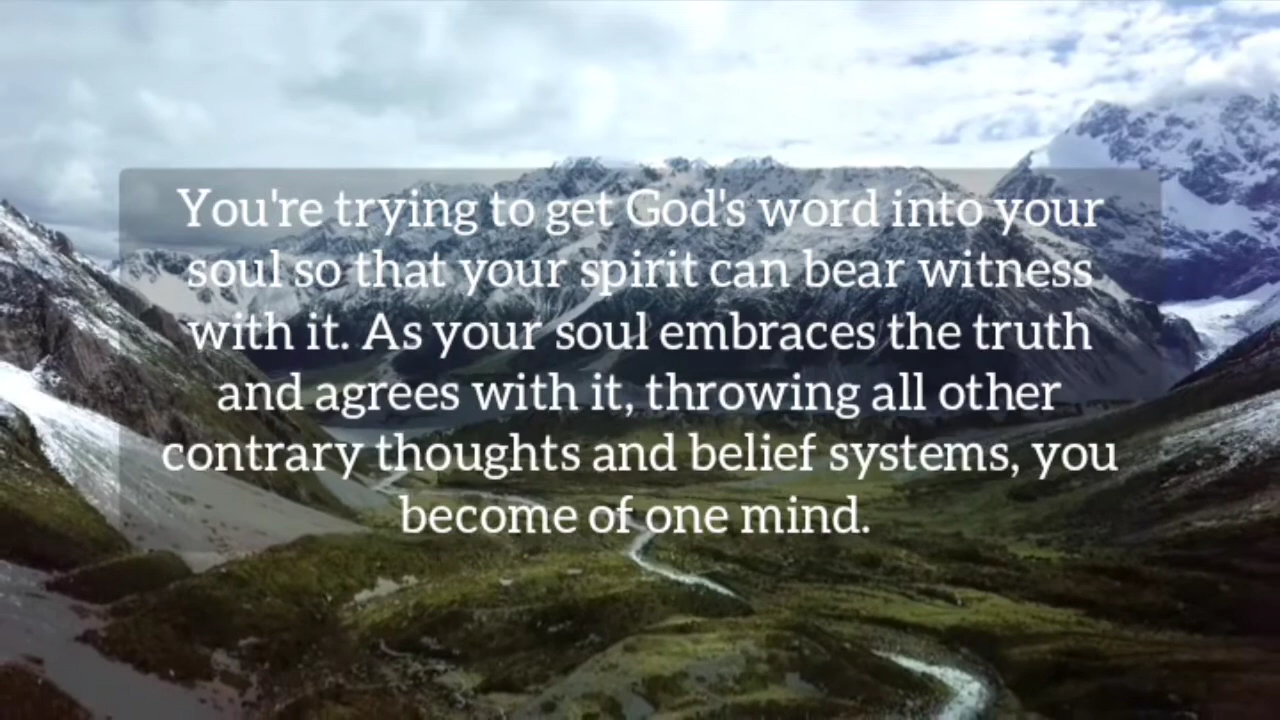 You're trying to get God's word into your
soul so that your spirit can bear witness
with it. As your soul embraces the truth
and agrees with it, throwing all other
contrary thoughts and belief systems, you
become of one mind.